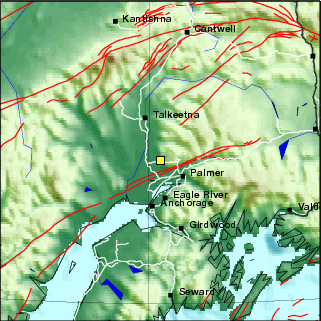 Kantishna
Cantwell
Talkeetna
Palmer
Eagle River
Anchorage
Girdwood
Seward